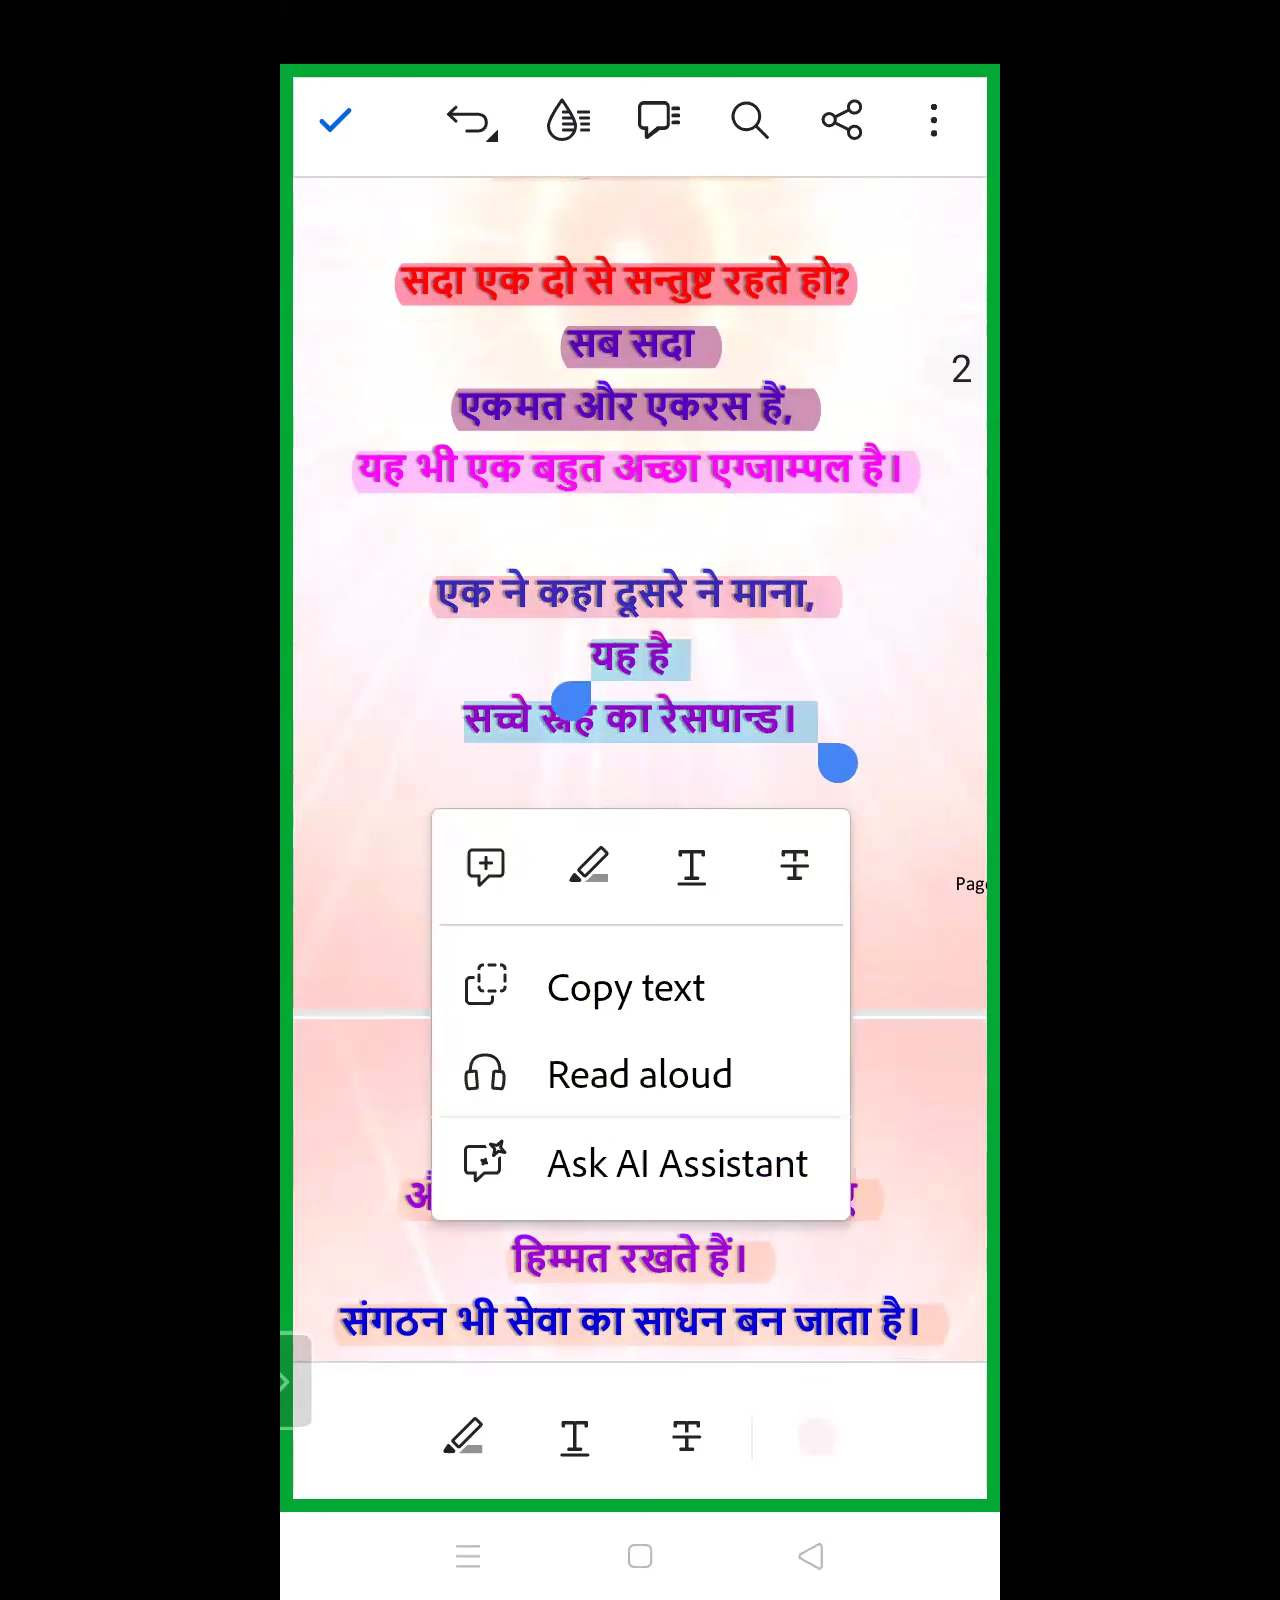 सदा एक दो से सन्तुष्ट रहते हो?
सब सदा
2
एकमत और एकरस हैं,
यह भी एक बहुत अच्छा एग्जाम्पल है।
एक ने कहा दूसरे ने माना,
यह है
सच्चे स्नेह का रेसपान्ड।
Copy text
Read aloud
Ask AI Assistant
हिम्मत रखते हैं।
संगठन भी सेवा का साधन बन जाता है।